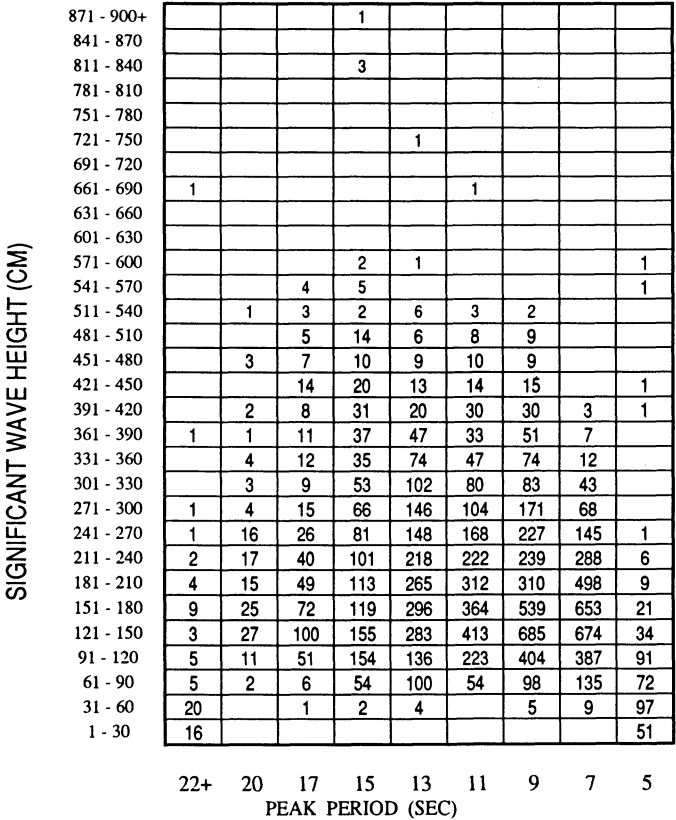 871 - 900+ 1
841 - 870
811 - 840 3
781 - 810
751 - 780
721 - 750 1
691 - 720
661 - 690 1 1
631 - 660
601 - 630
571 - 600 2 1 1
541 - 570 4 5 1
511 - 540 1 3 2 6 3 2
481 - 510 5 14 6 8 9
451 - 480 3 7 10 9 10 9
421 - 450 14 20 13 14 15 1
391 - 420 2 8 31 20 30 30 3 1
361 - 390 1 1 11 37 47 33 51 7
331 - 360 4 12 35 74 47 74 12
301 - 330 3 9 53 102 80 83 43
271 - 300 1 4 15 66 146 104 171 68
241 - 270 1 16 26 81 148 168 227 145 1
211 - 240 2 17 40 101 218 222 239 288 6
181 - 210 4 15 49 113 265 312 310 498 9
151 - 180 9 25 72 119 296 364 539 653 21
121 - 150 3 27 100 155 283 413 685 674 34
91 - 120 5 11 51 154 136 223 404 387 91
61 - 90 5 2 6 54 100 54 98 135 72
31 - 60 20 1 2 4 5 9 97
1 - 30 16 51
22+ 20 17 15 13 11 9 7 5
PEAK PERIOD (SEC)
SIGNIFICANT WAVE HEIGHT (CM)